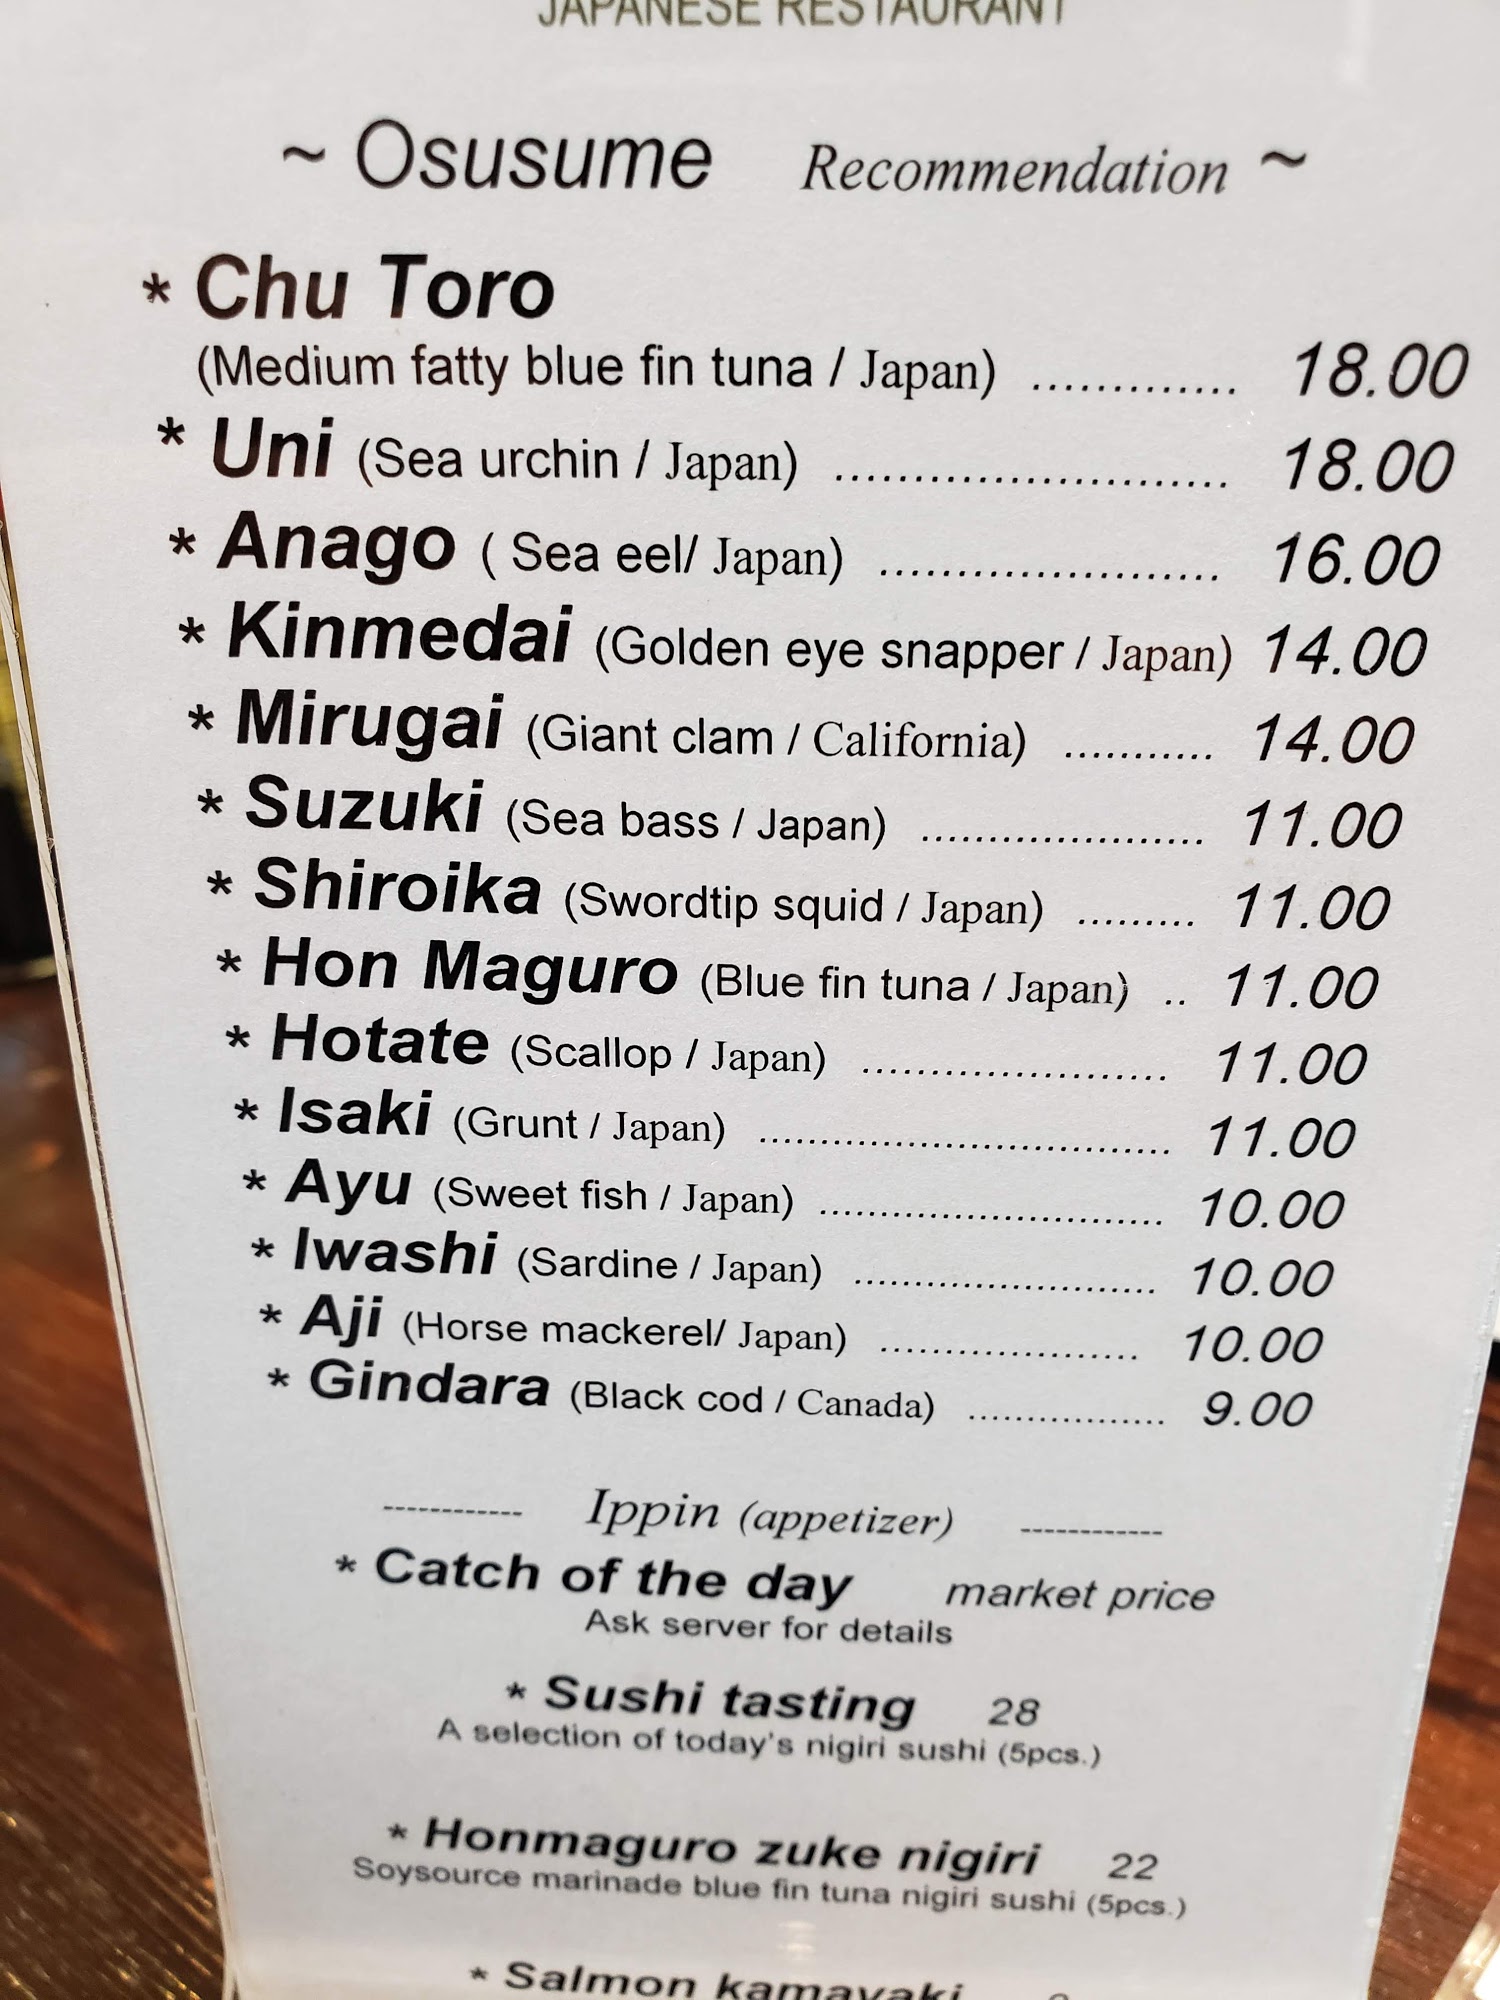 JAPANESE RESTAURANT
~ Osusume Recommendation ~
* Chu Toro
(Medium fatty blue fin tuna / Japan) ............. 18.00
* Uni (Sea urchin / Japan) ......................... 18.00
* Anago ( Sea eel/ Japan) ...................... 16.00
* Kinmedai (Golden eye snapper / Japan) 14.00
* Mirugai (Giant clam / California) ........... 14.00
* Suzuki (Sea bass / Japan) ..................... 11.00
* Shiroika (Swordtip squid / Japan) ......... 11.00
* Hon Maguro (Blue fin tuna / Japan) .. 11.00
* Hotate (Scallop / Japan) ....................... 11.00
* Isaki (Grunt / Japan) .................................. 11.00
* Ayu (Sweet fish / Japan) ............................ 10.00
* Iwashi (Sardine / Japan) ......................... 10.00
* Aji (Horse mackerel/ Japan) .................... 10.00
* Gindara (Black cod / Canada) ................. 9.00
------------ Ippin (appetizer) ------------
* Catch of the day market price
Ask server for details
* Sushi tasting 28
A selection of today's nigiri sushi (5pcs.)
* Honmaguro zuke nigiri 22
Soysource marinade blue fin tuna nigiri sushi (5pcs.)
* Salmon kamayaki